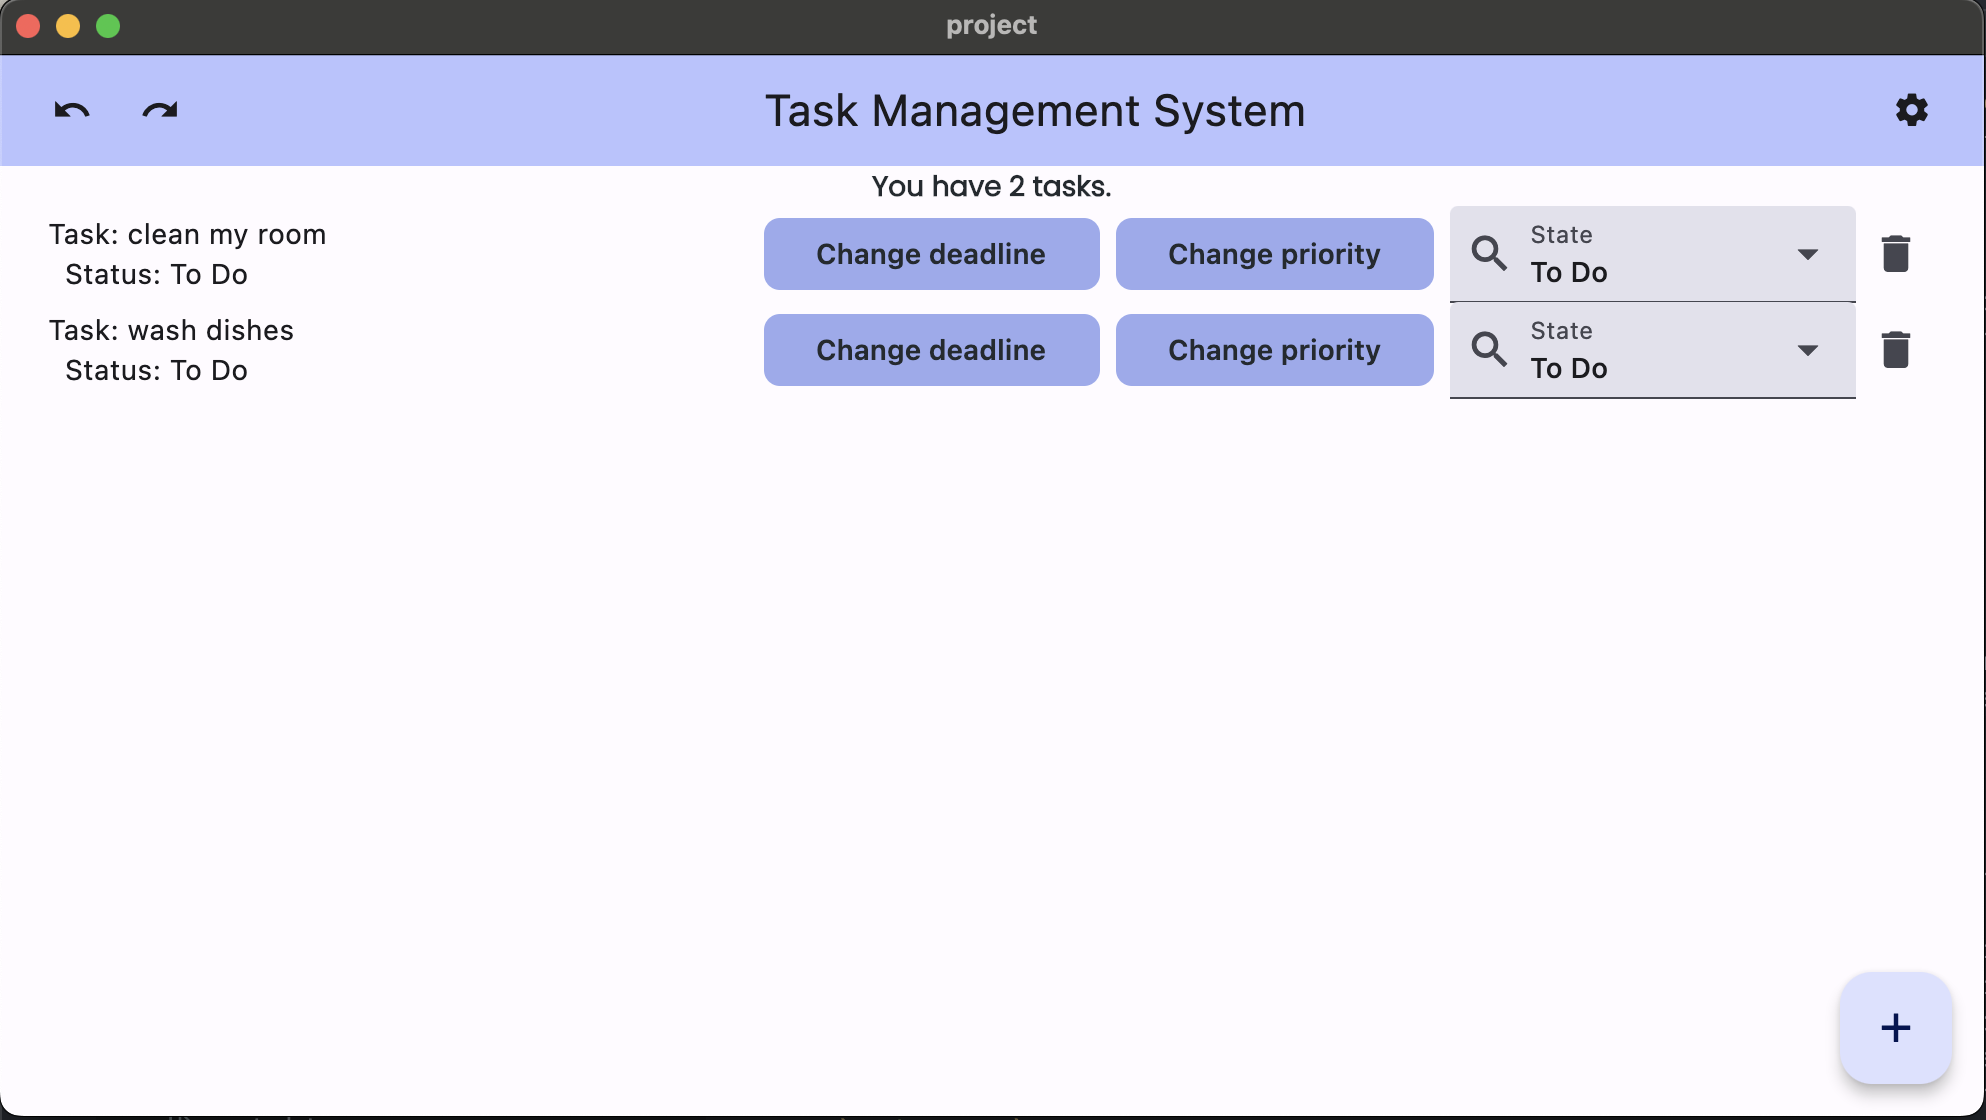 project
Task Management System
You have 2 tasks.
Task: clean my room
Status: To Do
Change deadline
Change priority
State
To Do
Task: wash dishes
Status: To Do
Change deadline
Change priority
State
To Do